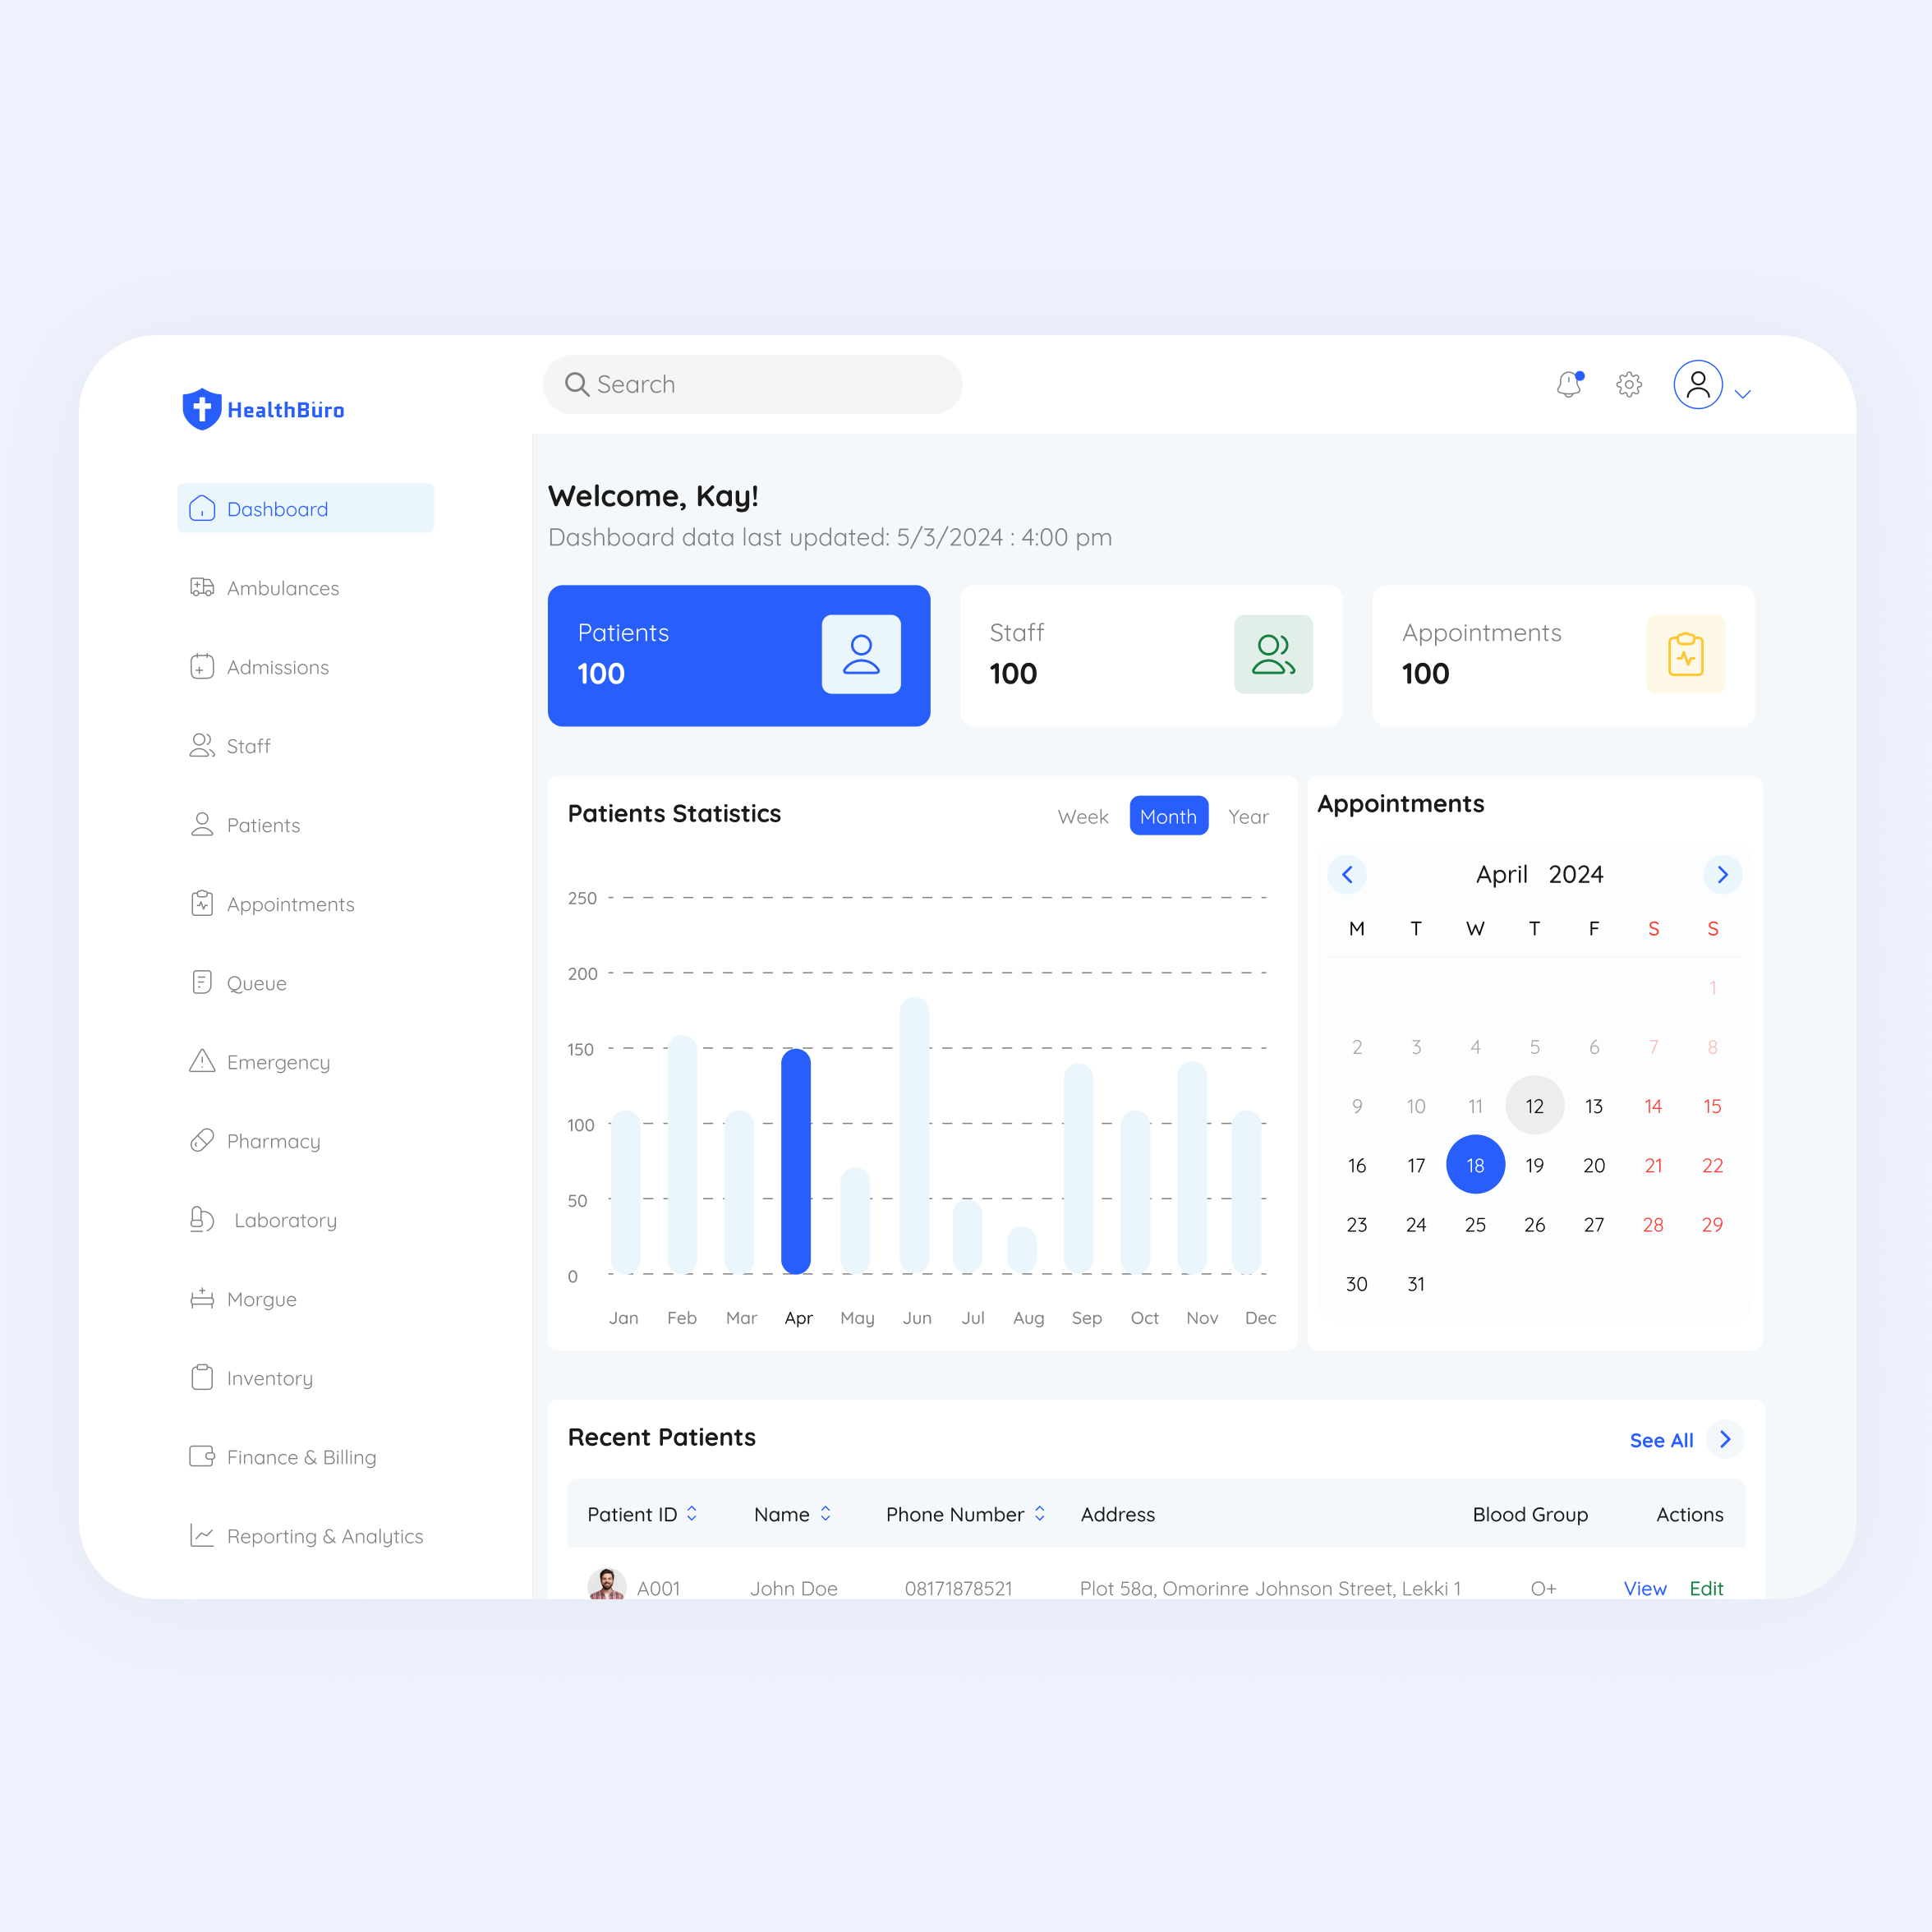 HealthBüro
Search
Dashboard
Ambulances
Admissions
Staff
Patients
Appointments
Queue
Emergency
Pharmacy
Laboratory
Morgue
Inventory
Finance & Billing
Reporting & Analytics
Welcome, Kay!
Dashboard data last updated: 5/3/2024 : 4:00 pm
Patients
100
Staff
100
Appointments
100
Patients Statistics
Week Month Year
250
200
150
100
50
0
Jan Feb Mar Apr May Jun Jul Aug Sep Oct Nov Dec
Appointments
April 2024
M T W T F S S
1
2 3 4 5 6 7 8
9 10 11 12 13 14 15
16 17 18 19 20 21 22
23 24 25 26 27 28 29
30 31
Recent Patients
See All
Patient ID Name Phone Number Address Blood Group Actions
A001 John Doe 08171878521 Plot 58a, Omorinre Johnson Street, Lekki 1 O+ View Edit